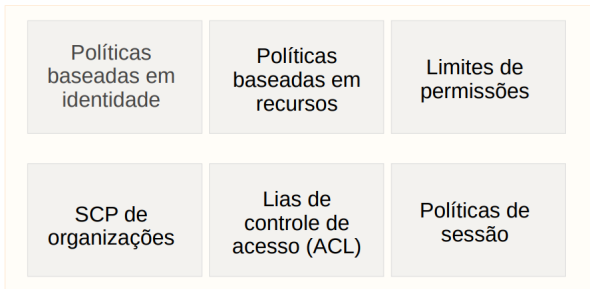 Políticas
baseadas em
identidade
Políticas
baseadas em
recursos
Limites de
permissões
SCP de
organizações
Lias de
controle de
acesso (ACL)
Políticas de
sessão